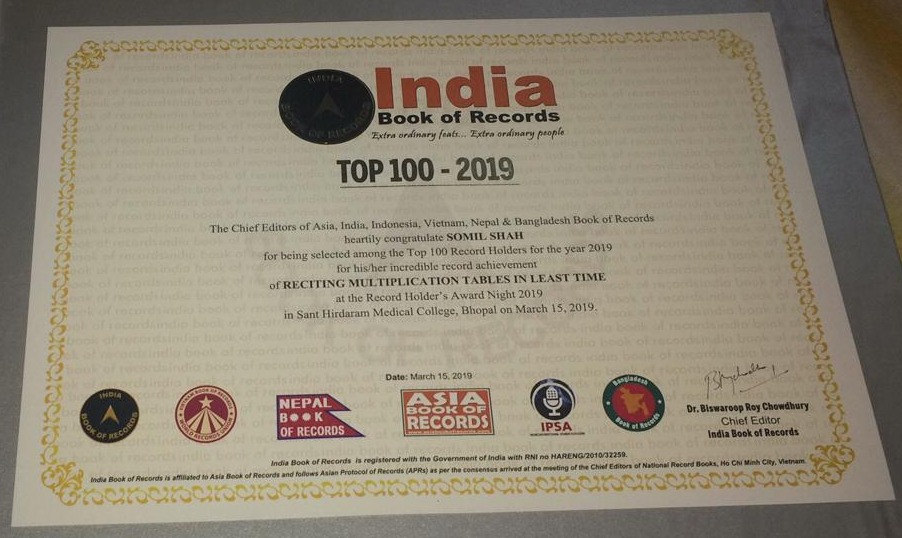 INDIA
BOOK OF RECORDS
India
Book of Records
Extra ordinary feats... Extra ordinary people
TOP 100 - 2019
The Chief Editors of Asia, India, Indonesia, Vietnam, Nepal & Bangladesh Book of Records
heartily congratulate SOMIL SHAH
for being selected among the Top 100 Record Holders for the year 2019
for his/her incredible record achievement
of RECITING MULTIPLICATION TABLES IN LEAST TIME
at the Record Holder's Award Night 2019
in Sant Hirdaram Medical College, Bhopal on March 15, 2019.
Date: March 15, 2019
INDIA
BOOK OF RECORDS
NEPAL
BOOK
OF RECORDS
ASIA
BOOK OF
RECORDS
IPSA
Bangladesh
Book of Records
Dr. Biswaroop Roy Chowdhury
Chief Editor
India Book of Records
India Book of Records is registered with the Government of India with RNI no HARENG/2010/32259.
India Book of Records is affiliated to Asia Book of Records and follows Asian Protocol of Records (APRs) as per the consensus arrived at the meeting of the Chief Editors of National Record Books, Ho Chi Minh City, Vietnam.